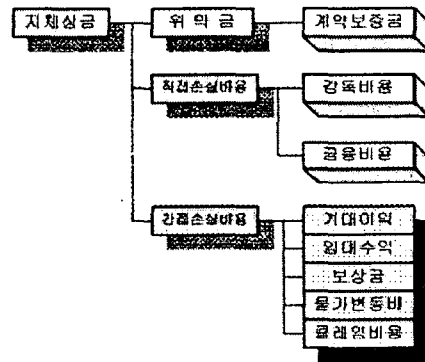 지체상금
위 약 금
계약보증금
직접손실비용
감독비용
금융비용
간접손실비용
기대이익
임대수익
보상금
물가변동비
클레임비용